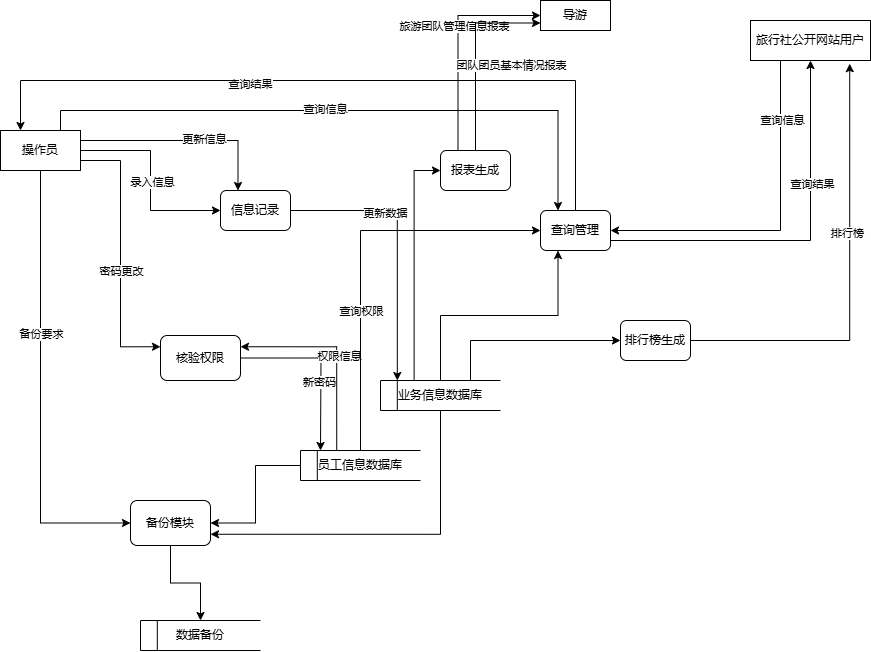 导游
旅游团队管理信息报表
旅行社公开网站用户
团队团员基本情况报表
查询结果
查询信息
查询信息
更新信息
操作员
报表生成
录入信息
查询结果
信息记录
更新数据
查询管理
排行榜
密码更改
查询权限
备份要求
排行榜生成
核验权限
权限信息
新密码
业务信息数据库
员工信息数据库
备份模块
数据备份